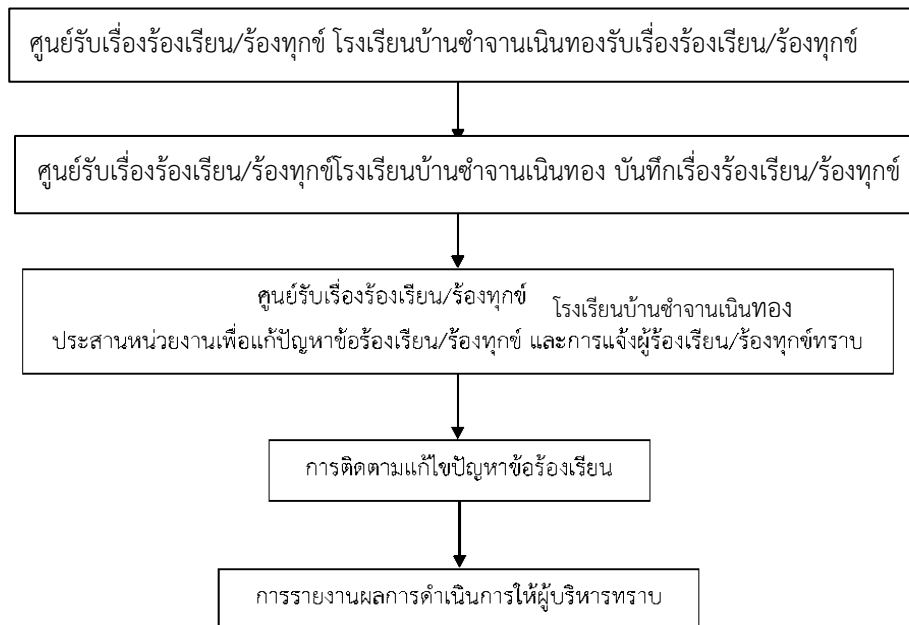 ศูนย์รับเรื่องร้องเรียน/ร้องทุกข์ โรงเรียนบ้านซำจานเนินทองรับเรื่องร้องเรียน/ร้องทุกข์
ศูนย์รับเรื่องร้องเรียน/ร้องทุกข์โรงเรียนบ้านซำจานเนินทอง บันทึกเรื่องร้องเรียน/ร้องทุกข์
ศูนย์รับเรื่องร้องเรียน/ร้องทุกข์ โรงเรียนบ้านซำจานเนินทอง
ประสานหน่วยงานเพื่อแก้ปัญหาข้อร้องเรียน/ร้องทุกข์ และการแจ้งผู้ร้องเรียน/ร้องทุกข์ทราบ
การติดตามแก้ไขปัญหาข้อร้องเรียน
การรายงานผลการดำเนินการให้ผู้บริหารทราบ